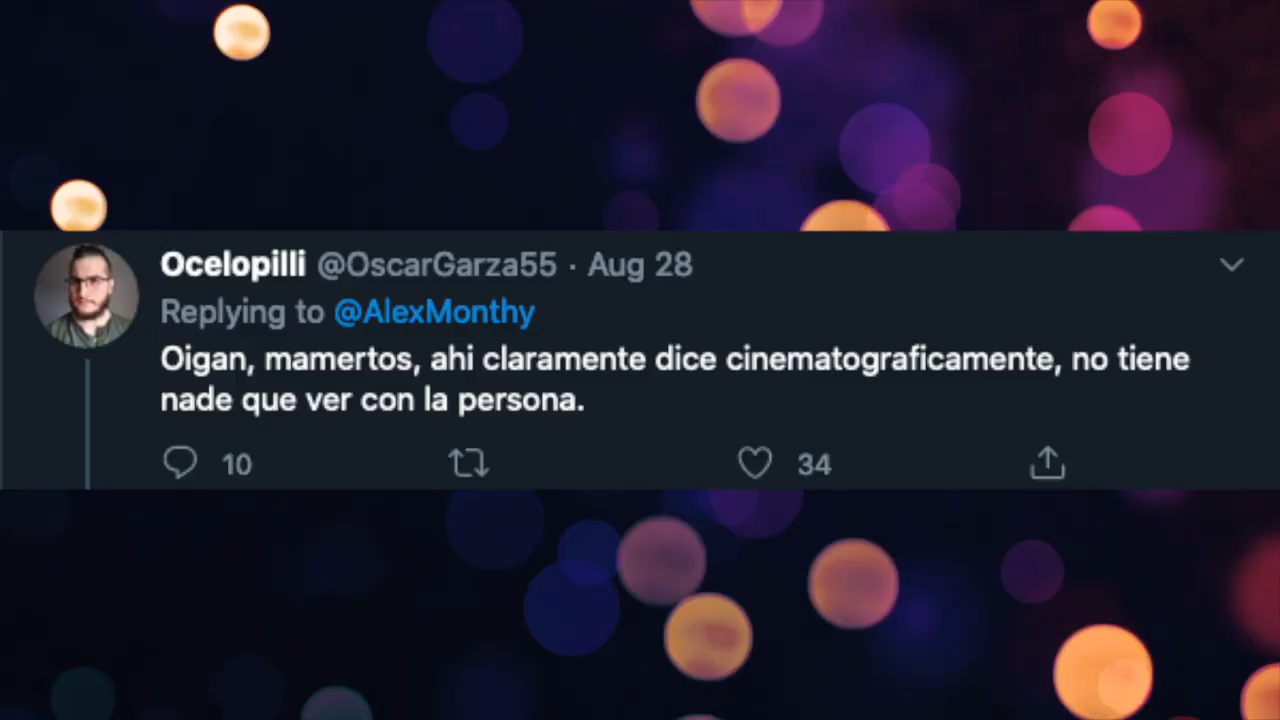 Ocelopilli @OscarGarza55 · Aug 28
Replying to @AlexMonthy
Oigan, mamertos, ahi claramente dice cinematograficamente, no tiene
nade que ver con la persona.
10 34